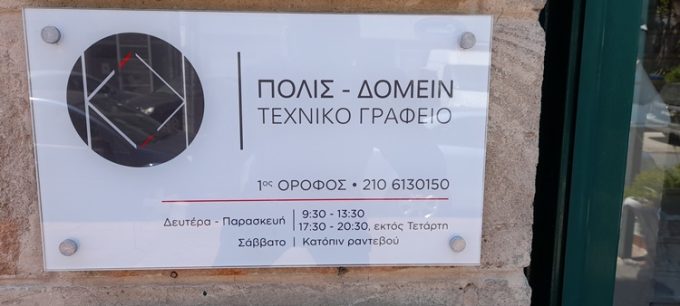 ΠΟΛΙΣ - ΔΟΜΕΙΝ
ΤΕΧΝΙΚΟ ΓΡΑΦΕΙΟ
1ος ΟΡΟΦΟΣ • 210 6130150
Δευτέρα - Παρασκευή | 9:30 - 13:30
17:30 - 20:30, εκτός Τετάρτη
Σάββατο | Κατόπιν ραντεβού